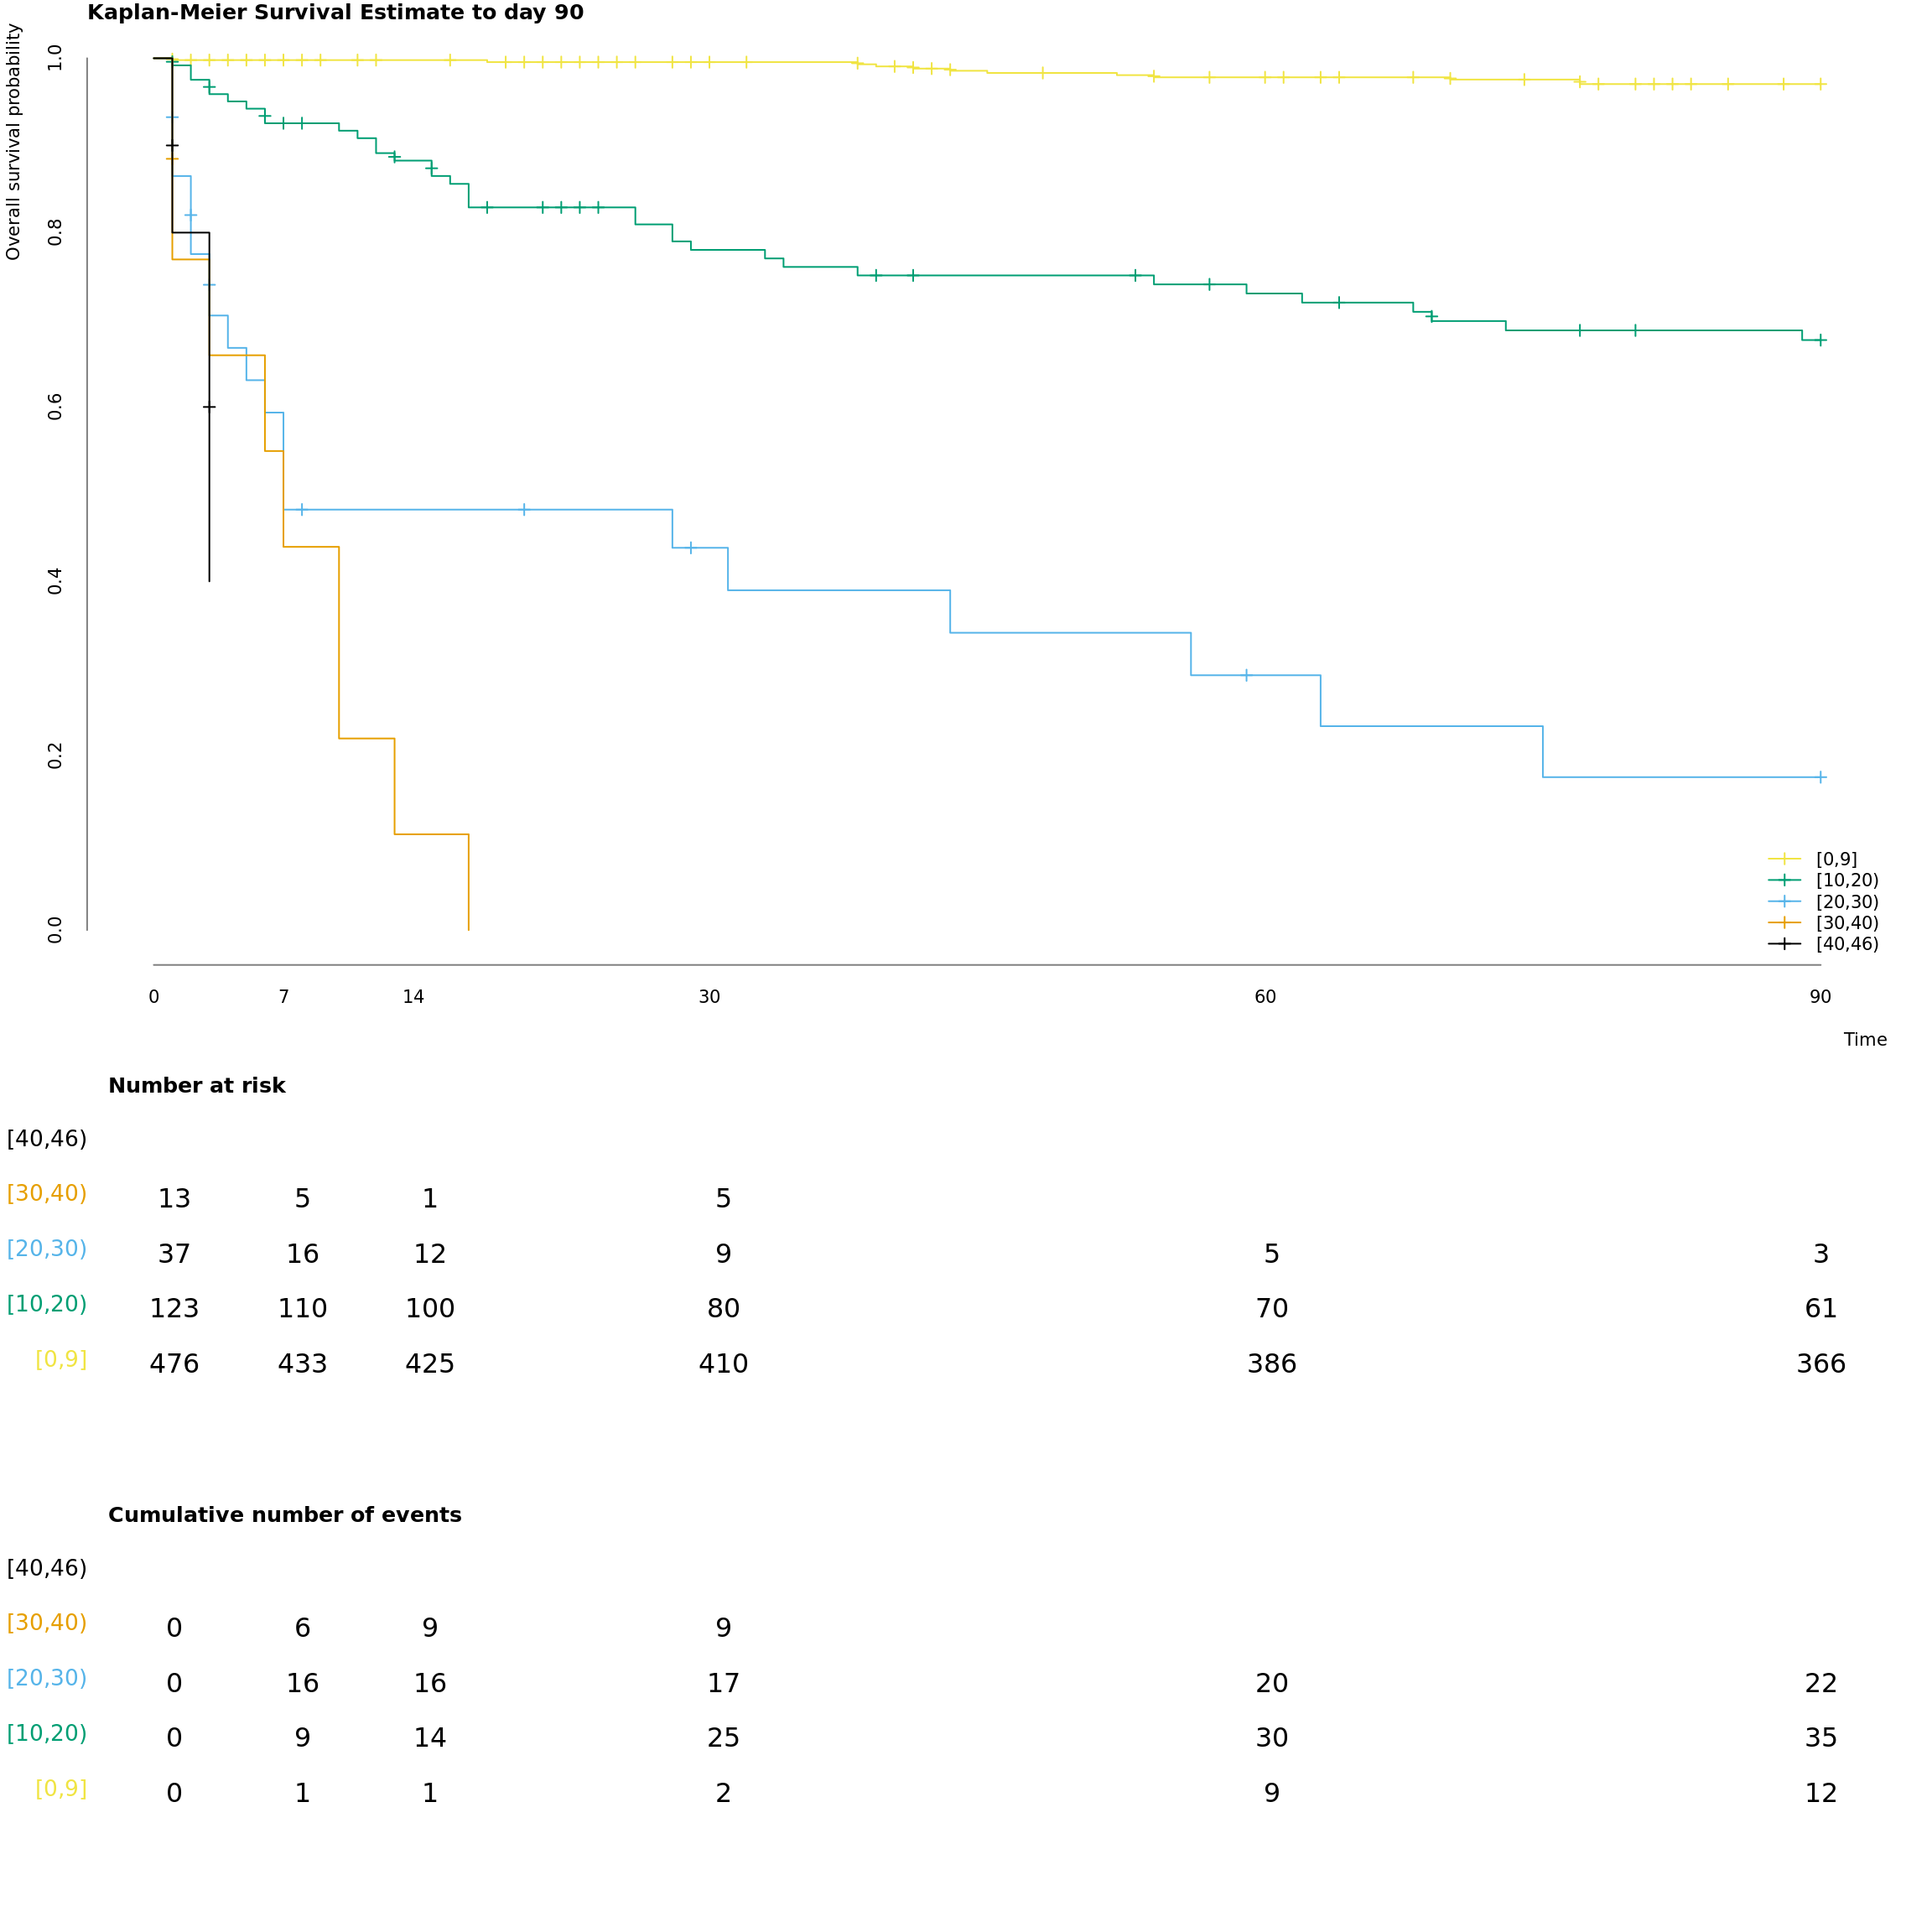 Kaplan-Meier Survival Estimate to day 90
Overall survival probability
1.0
0.8
0.6
0.4
0.2
0.0
[0,9]
[10,20)
[20,30)
[30,40)
[40,46)
0 7 14 30 60 90
Time
Number at risk
[40,46)
[30,40) 13 5 1 5
[20,30) 37 16 12 9 5 3
[10,20) 123 110 100 80 70 61
[0,9] 476 433 425 410 386 366
Cumulative number of events
[40,46)
[30,40) 0 6 9 9
[20,30) 0 16 16 17 20 22
[10,20) 0 9 14 25 30 35
[0,9] 0 1 1 2 9 12